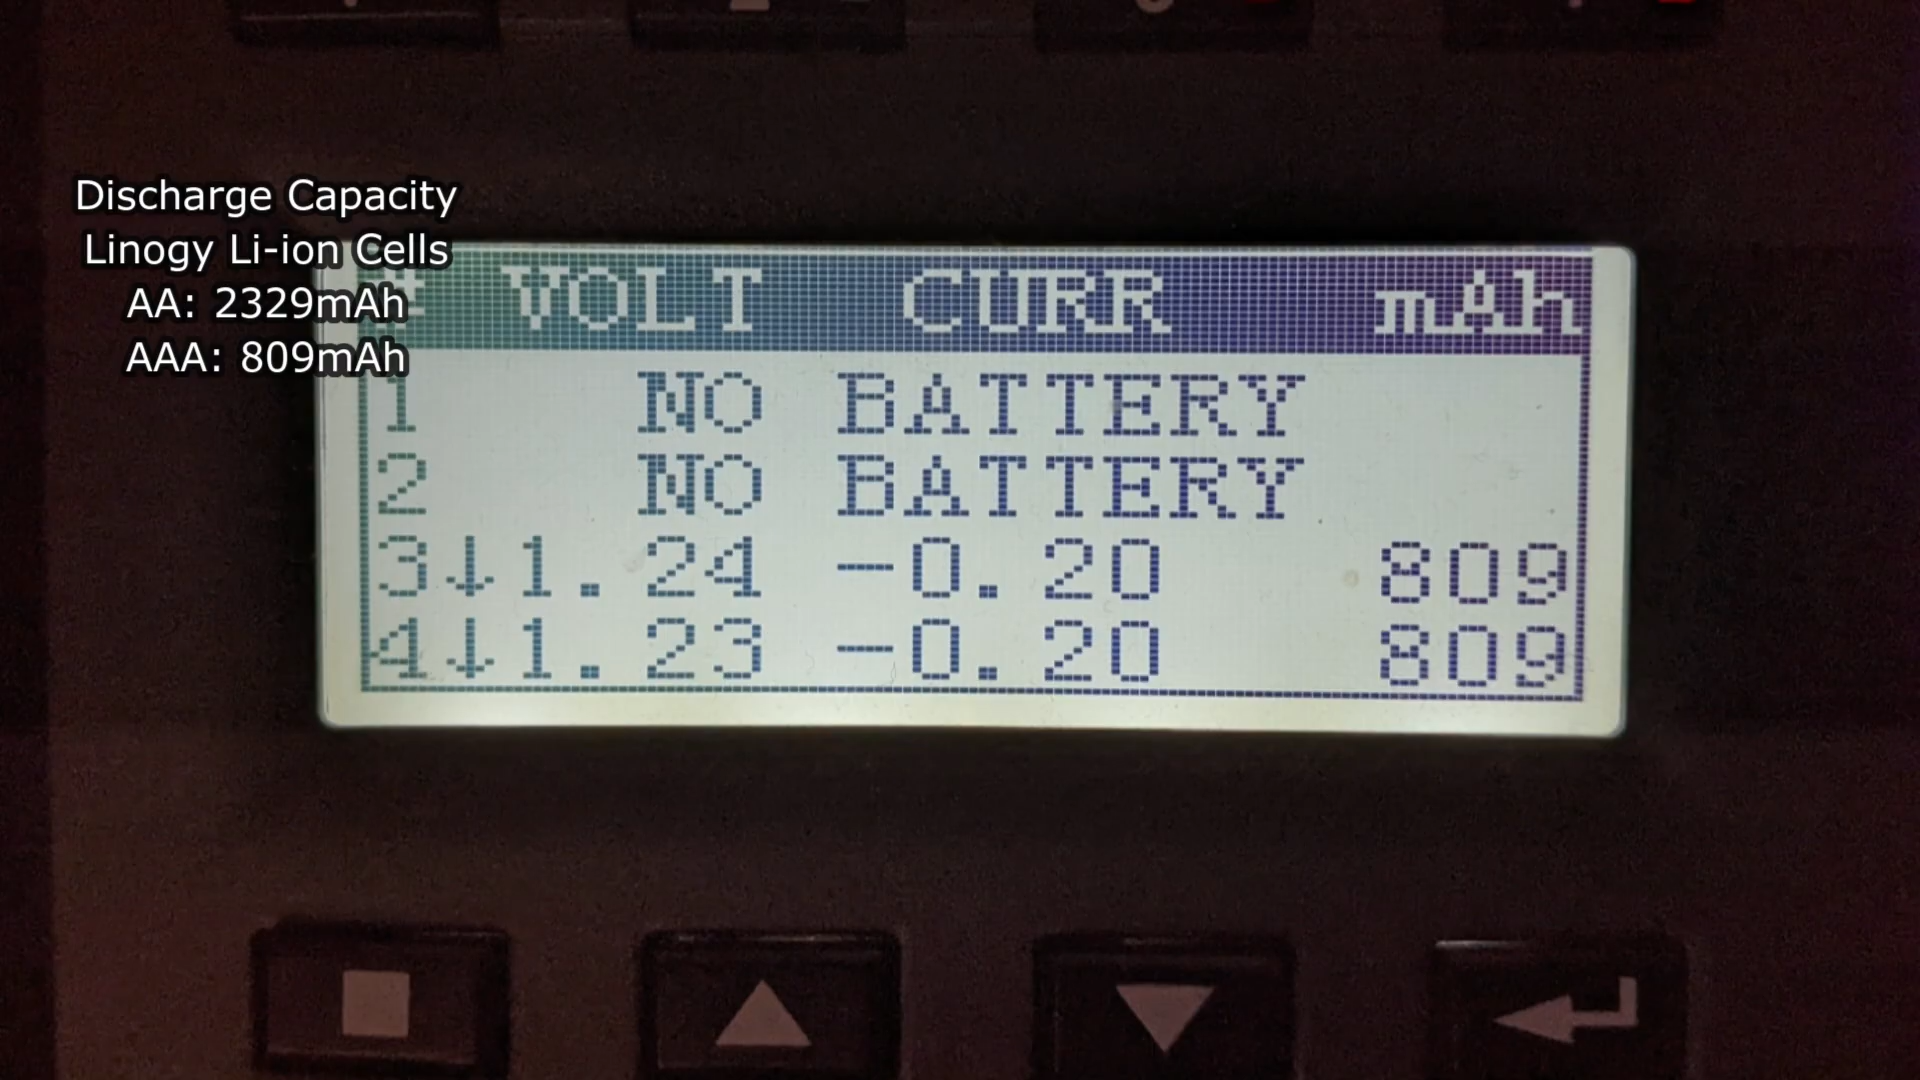 Discharge Capacity
Linogy Li-ion Cells
AA: 2329mAh
AAA: 809mAh
# VOLT CURR mAh
1 NO BATTERY
2 NO BATTERY
3↓1.24 -0.20 809
4↓1.23 -0.20 809